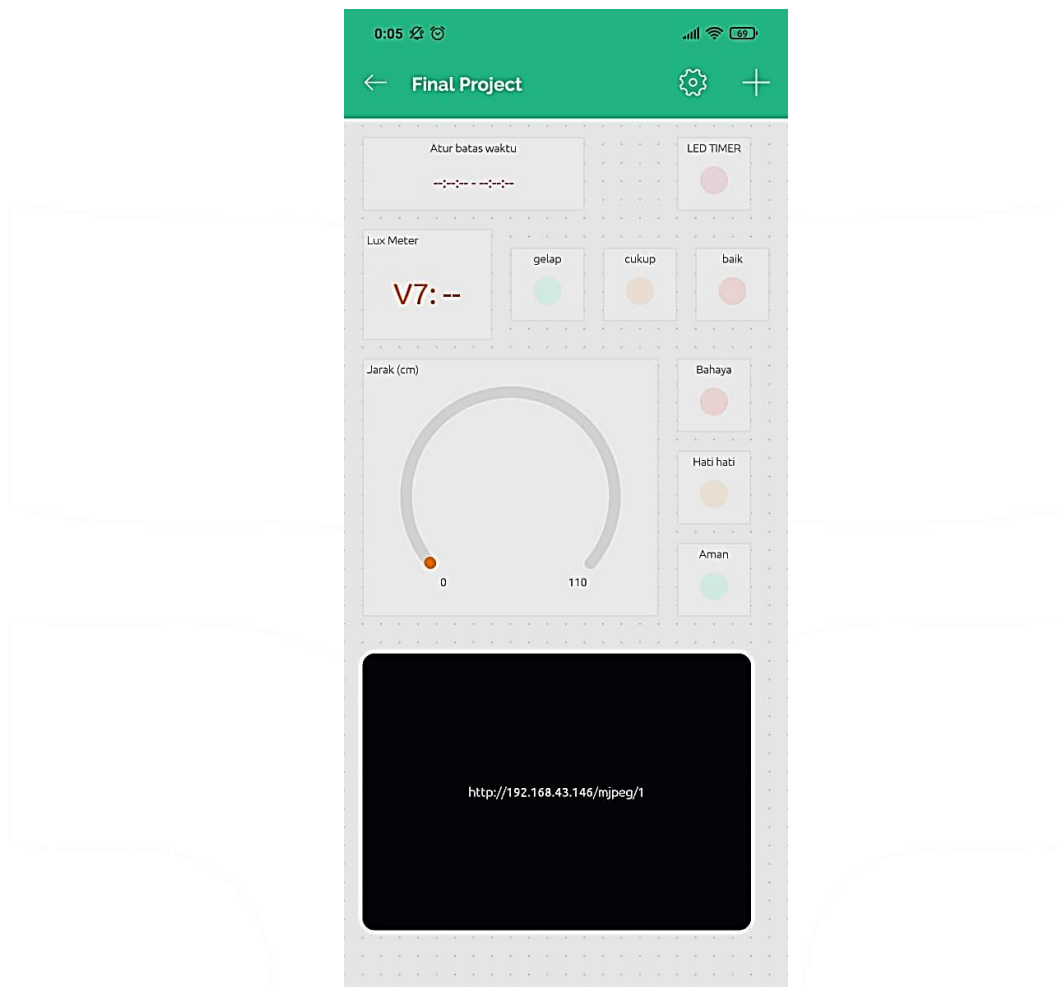 0:05 69
Final Project
Atur batas waktu
--:--:-- - --:--:--
LED TIMER
Lux Meter
V7: --
gelap
cukup
baik
Jarak (cm)
0
110
Bahaya
Hati hati
Aman
http://192.168.43.146/mjpeg/1